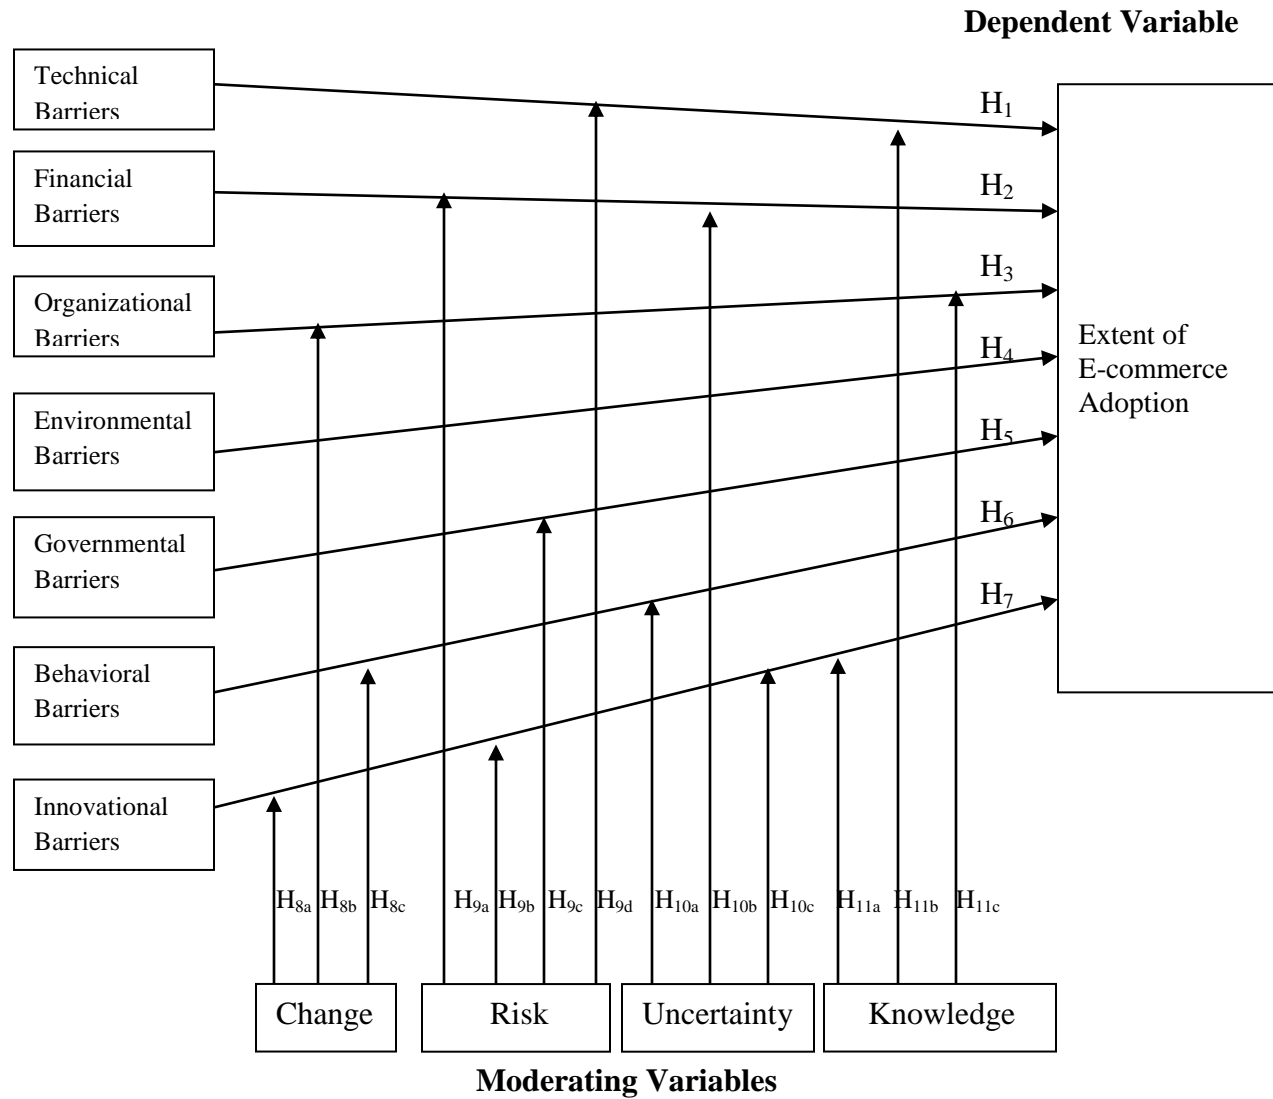 Dependent Variable
Technical
Barriers
H1
Financial
Barriers
H2
Organizational
Barriers
H3
Environmental
Barriers
H4
Extent of
E-commerce
Adoption
Governmental
Barriers
H5
Behavioral
Barriers
H6
Innovational
Barriers
H7
H8a H8b H8c H9a H9b H9c H9d H10a H10b H10c H11a H11b H11c
Change Risk Uncertainty Knowledge
Moderating Variables